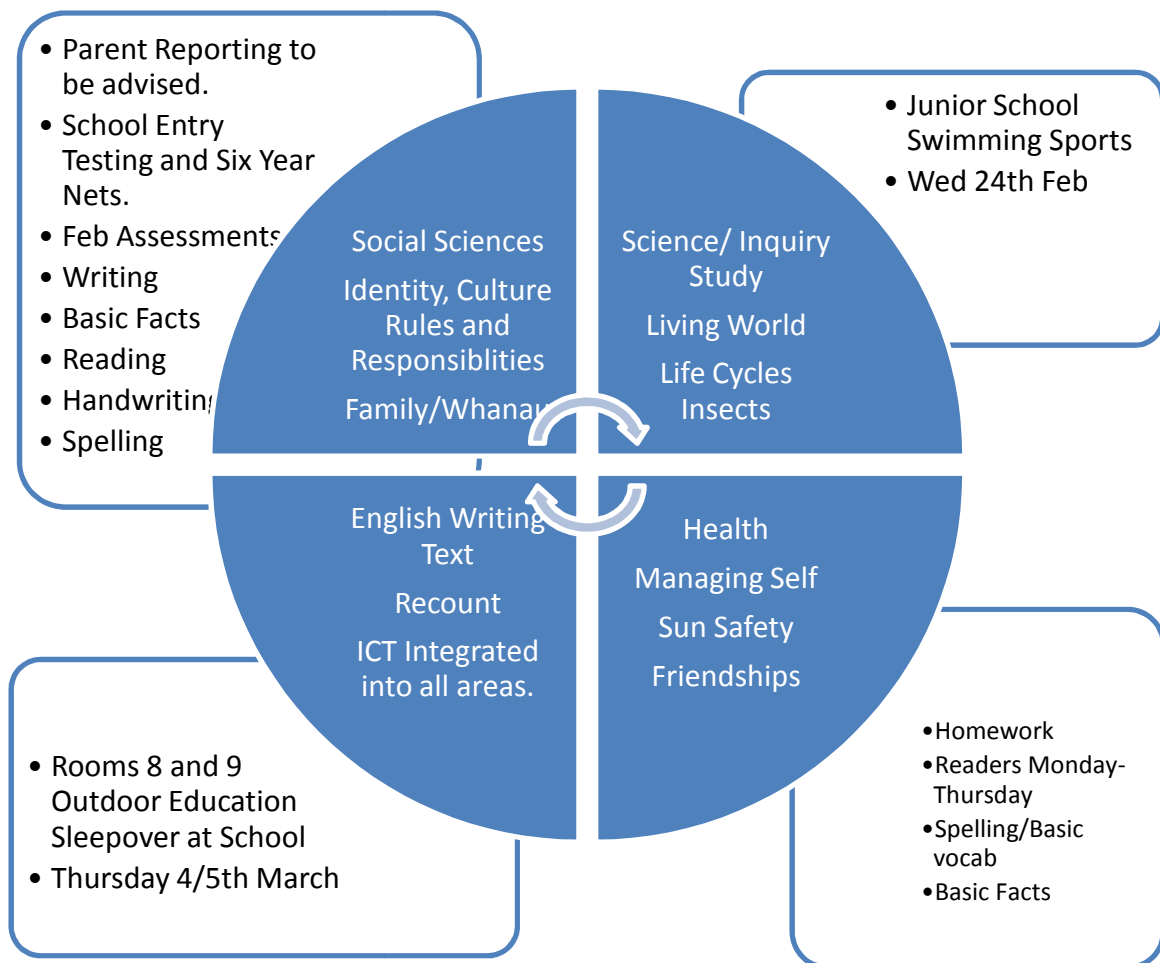 • Parent Reporting to
be advised.
• School Entry
Testing and Six Year
Nets.
• Feb Assessments
• Writing
• Basic Facts
• Reading
• Handwriting
• Spelling
• Junior School
Swimming Sports
• Wed 24th Feb
Social Sciences
Identity, Culture
Rules and
Responsiblities
Family/Whanau
Science/ Inquiry
Study
Living World
Life Cycles
Insects
English Writing
Text
Recount
ICT Integrated
into all areas.
Health
Managing Self
Sun Safety
Friendships
• Rooms 8 and 9
Outdoor Education
Sleepover at School
• Thursday 4/5th March
•Homework
•Readers Monday-
Thursday
•Spelling/Basic
vocab
•Basic Facts